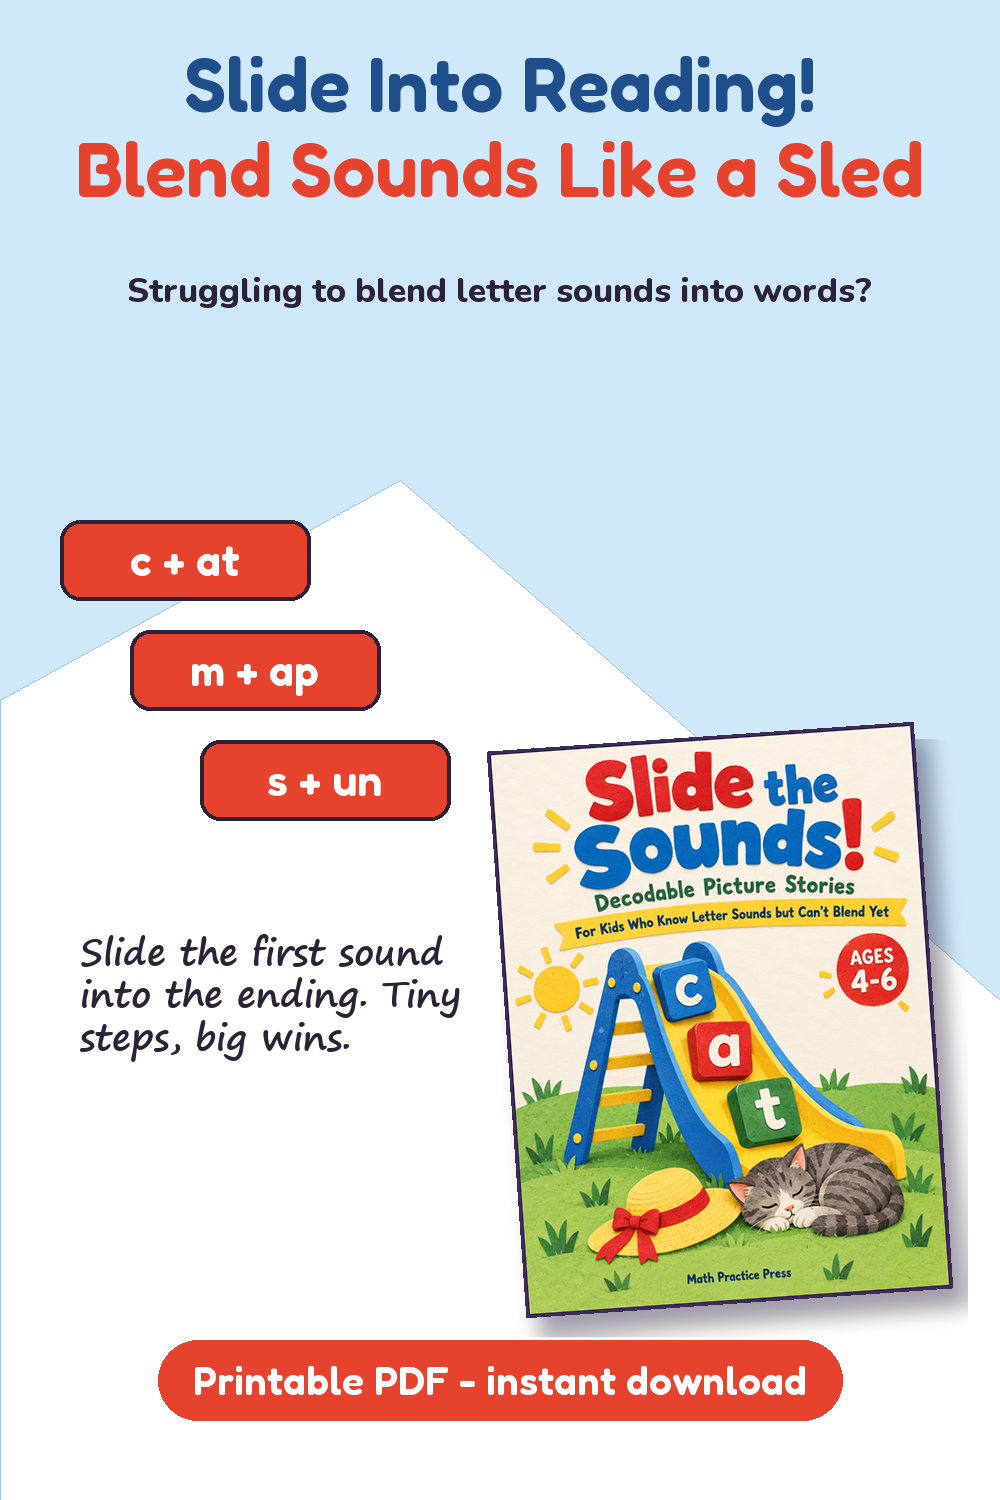 Slide Into Reading!
Blend Sounds Like a Sled
Struggling to blend letter sounds into words?
c + at
m + ap
s + un
Slide the first sound
into the ending. Tiny
steps, big wins.
Slide the
Sounds!
Decodable Picture Stories
For Kids Who Know Letter Sounds but Can't Blend Yet
AGES
4-6
c
a
t
Math Practice Press
Printable PDF - instant download